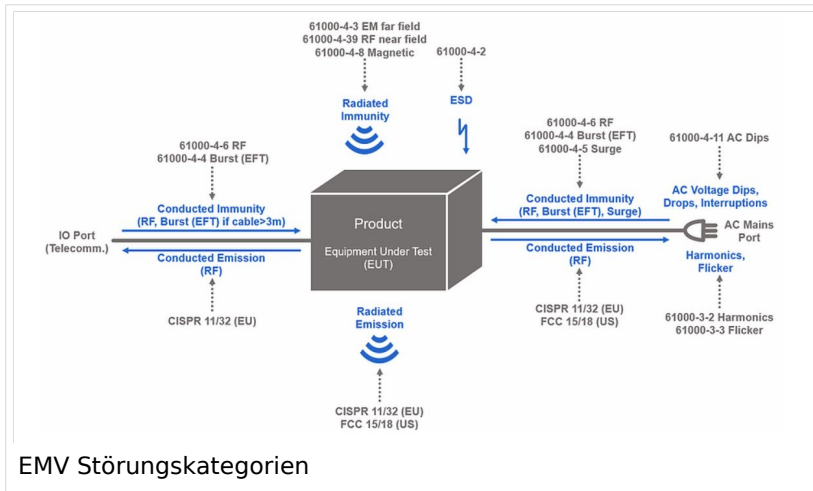 61000-4-3 EM far field
61000-4-39 RF near field
61000-4-8 Magnetic
61000-4-2
Radiated
Immunity
ESD
61000-4-6 RF
61000-4-4 Burst (EFT)
61000-4-6 RF
61000-4-4 Burst (EFT)
61000-4-5 Surge
61000-4-11 AC Dips
Conducted Immunity
(RF, Burst (EFT) if cable>3m)
IO Port
(Telecomm.)
Conducted Emission
(RF)
CISPR 11/32 (EU)
Product
Equipment Under Test
(EUT)
Conducted Immunity
(RF, Burst (EFT), Surge)
Conducted Emission
(RF)
CISPR 11/32 (EU)
FCC 15/18 (US)
AC Voltage Dips,
Drops, Interruptions
AC Mains
Port
Harmonics,
Flicker
61000-3-2 Harmonics
61000-3-3 Flicker
Radiated
Emission
CISPR 11/32 (EU)
FCC 15/18 (US)
EMV Störungskategorien